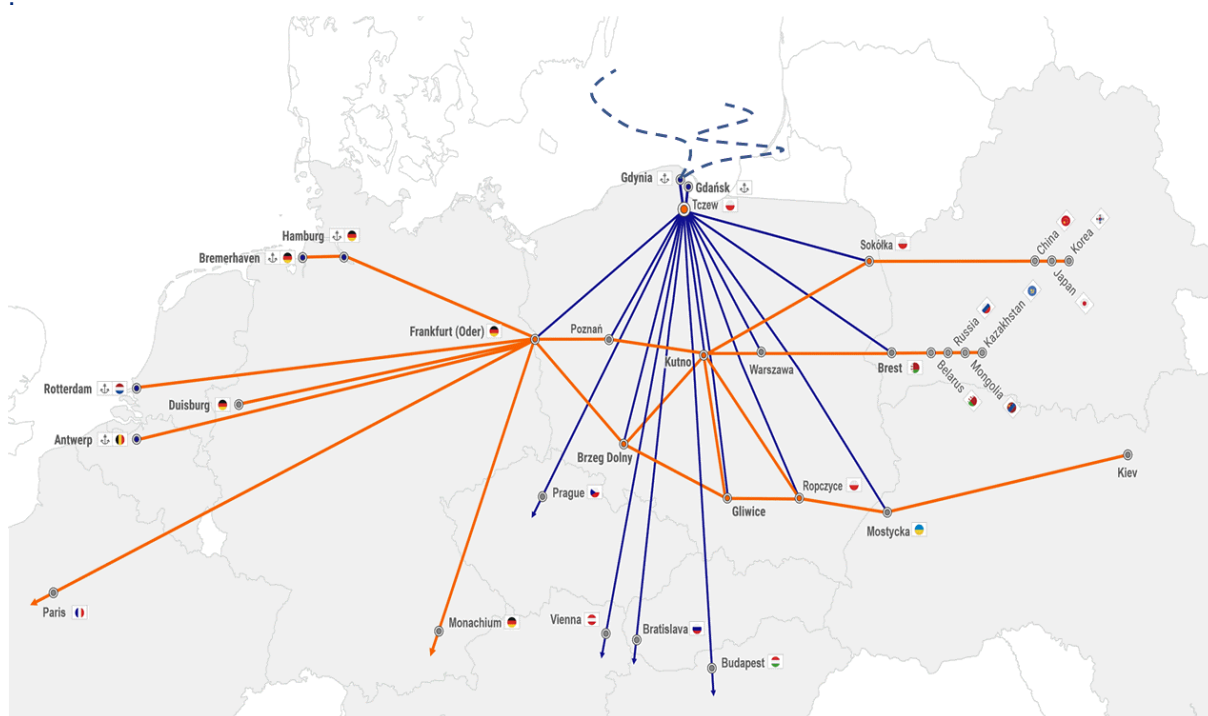 Gdynia
Gdańsk
Tczew
Hamburg
Bremerhaven
Sokółka
China
Korea
Japan
Frankfurt (Oder)
Poznań
Kutno
Warszawa
Brest
Russia
Kazakhstan
Belarus
Mongolia
Rotterdam
Duisburg
Antwerp
Brzeg Dolny
Kiev
Prague
Gliwice
Ropczyce
Mostycka
Paris
Monachium
Vienna
Bratislava
Budapest